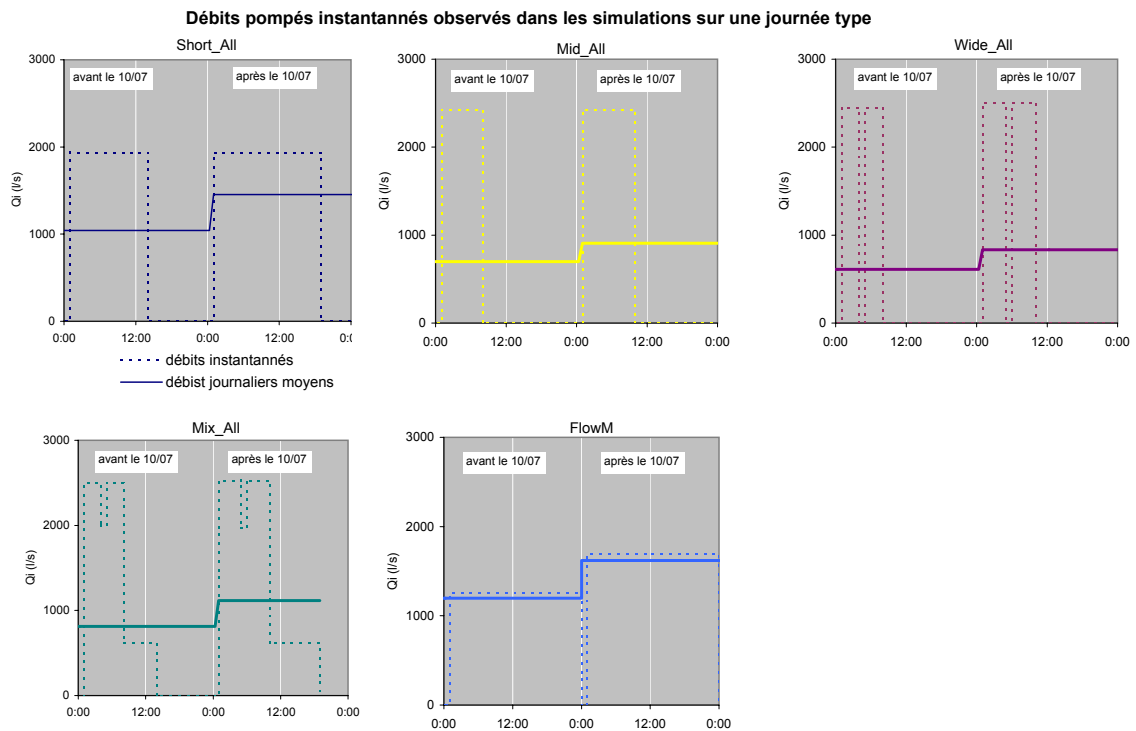 Débits pompés instantannés observés dans les simulations sur une journée type
Short_All
3000
2000
1000
0
Qi (l/s)
avant le 10/07
après le 10/07
0:00
12:00
0:00
12:00
0:0
débits instantannés
débist journaliers moyens
Mid_All
3000
2000
1000
0
Qi (l/s)
avant le 10/07
après le 10/07
0:00
12:00
0:00
12:00
0:00
Wide_All
3000
2000
1000
0
Qi (l/s)
avant le 10/07
après le 10/07
0:00
12:00
0:00
12:00
0:00
Mix_All
3000
2000
1000
0
Qi (l/s)
avant le 10/07
après le 10/07
0:00
12:00
0:00
12:00
0:00
FlowM
3000
2000
1000
0
Qi (l/s)
avant le 10/07
après le 10/07
0:00
12:00
0:00
12:00
0:00